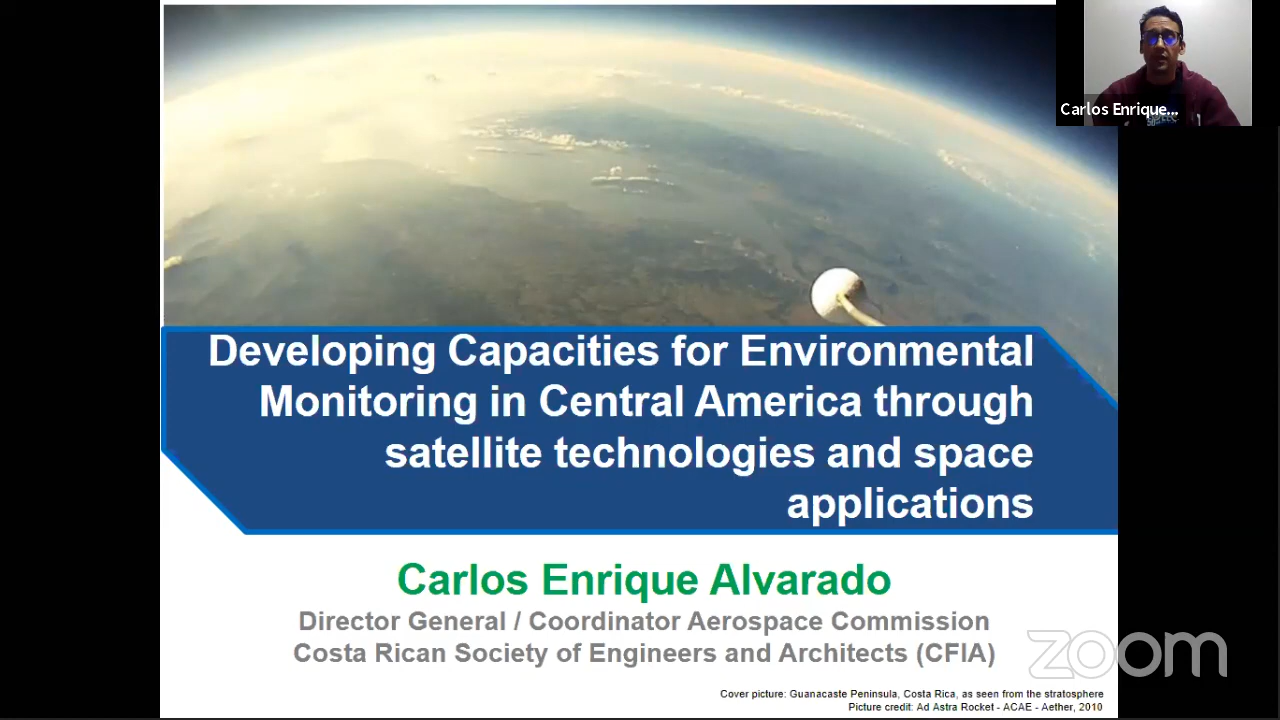 Carlos Enrique...
Developing Capacities for Environmental
Monitoring in Central America through
satellite technologies and space
applications
Carlos Enrique Alvarado
Director General / Coordinator Aerospace Commission
Costa Rican Society of Engineers and Architects (CFIA)
zoom
Cover picture: Guanacaste Peninsula, Costa Rica, as seen from the stratosphere
Picture credit: Ad Astra Rocket - ACAE - Aether, 2010